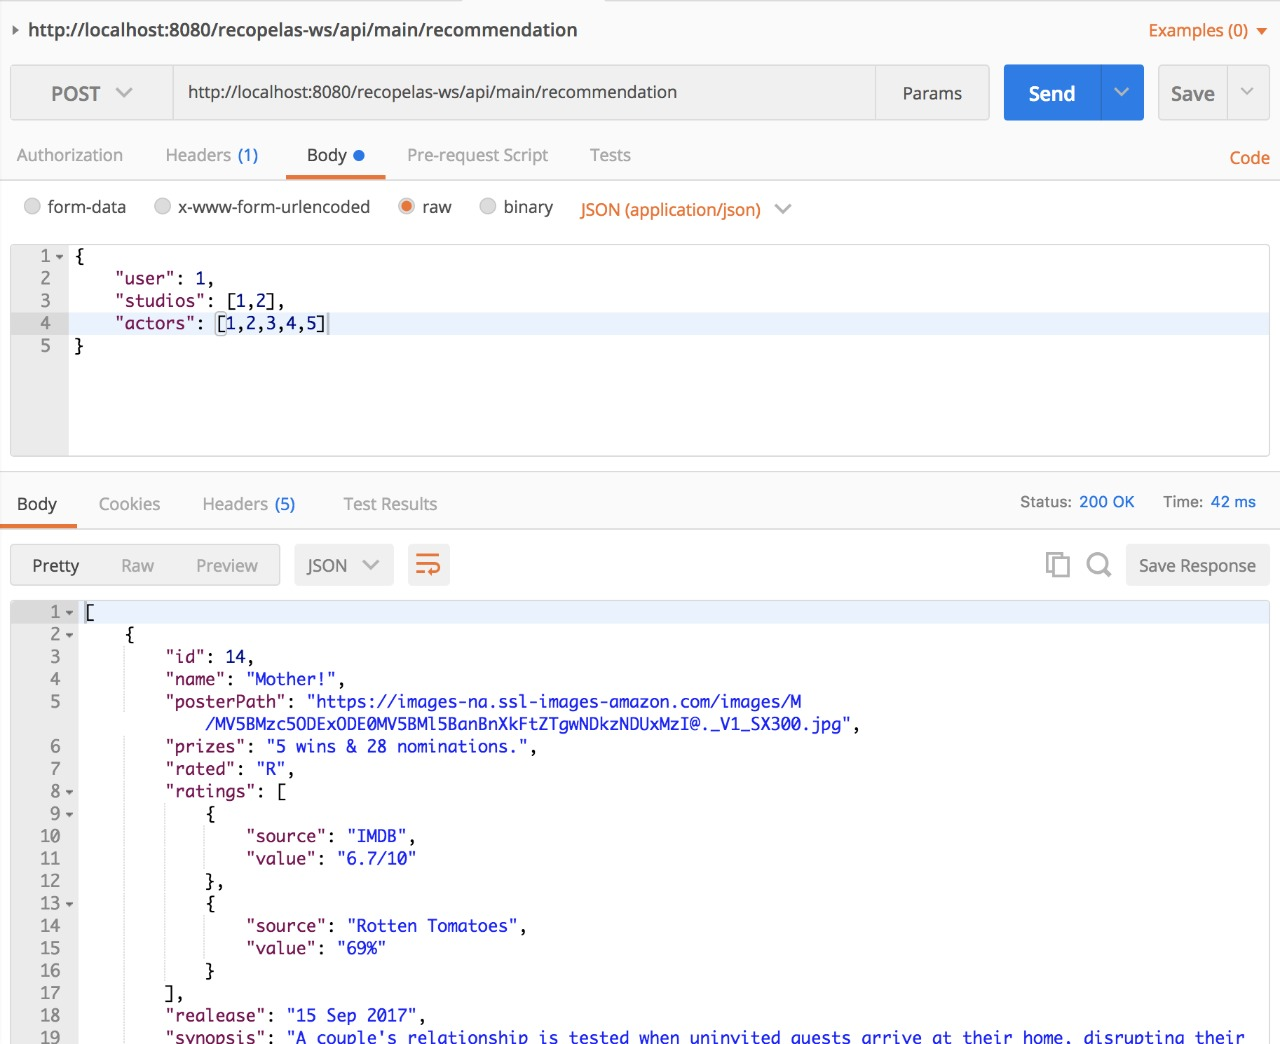 http://localhost:8080/recopelas-ws/api/main/recommendation Examples (0)
POST http://localhost:8080/recopelas-ws/api/main/recommendation Params Send Save
Authorization Headers (1) Body Pre-request Script Tests Code
form-data x-www-form-urlencoded raw binary JSON (application/json)
1 {
2 "user": 1,
3 "studios": [1,2],
4 "actors": [1,2,3,4,5]
5 }
Body Cookies Headers (5) Test Results Status: 200 OK Time: 42 ms
Pretty Raw Preview JSON Save Response
1 [
2 {
3 "id": 14,
4 "name": "Mother!",
5 "posterPath": "https://images-na.ssl-images-amazon.com/images/M
/MV5BMzc5ODExODE0MV5BMl5BanBnXkFtZTgwNDkzNDUxMzI@._V1_SX300.jpg",
6 "prizes": "5 wins & 28 nominations.",
7 "rated": "R",
8 "ratings": [
9 {
10 "source": "IMDB",
11 "value": "6.7/10"
12 },
13 {
14 "source": "Rotten Tomatoes",
15 "value": "69%"
16 }
17 ],
18 "realease": "15 Sep 2017",
19 "synopsis": "A couple's relationship is tested when uninvited guests arrive at their home, disrupting their